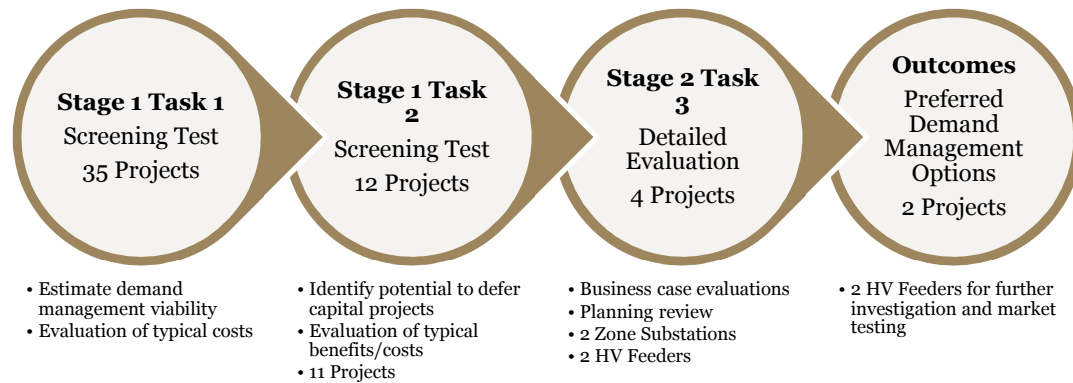 Stage 1 Task 1
Screening Test
35 Projects
• Estimate demand
management viability
• Evaluation of typical costs
Stage 1 Task
2
Screening Test
12 Projects
• Identify potential to defer
capital projects
• Evaluation of typical
benefits/costs
• 11 Projects
Stage 2 Task
3
Detailed
Evaluation
4 Projects
• Business case evaluations
• Planning review
• 2 Zone Substations
• 2 HV Feeders
Outcomes
Preferred
Demand
Management
Options
2 Projects
• 2 HV Feeders for further
investigation and market
testing